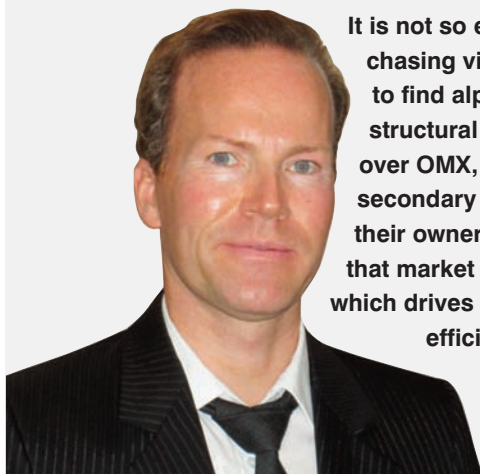 It is not so e
chasing vi
to find alp
structural
over OMX,
secondary
their owner
that market
which drives
effici